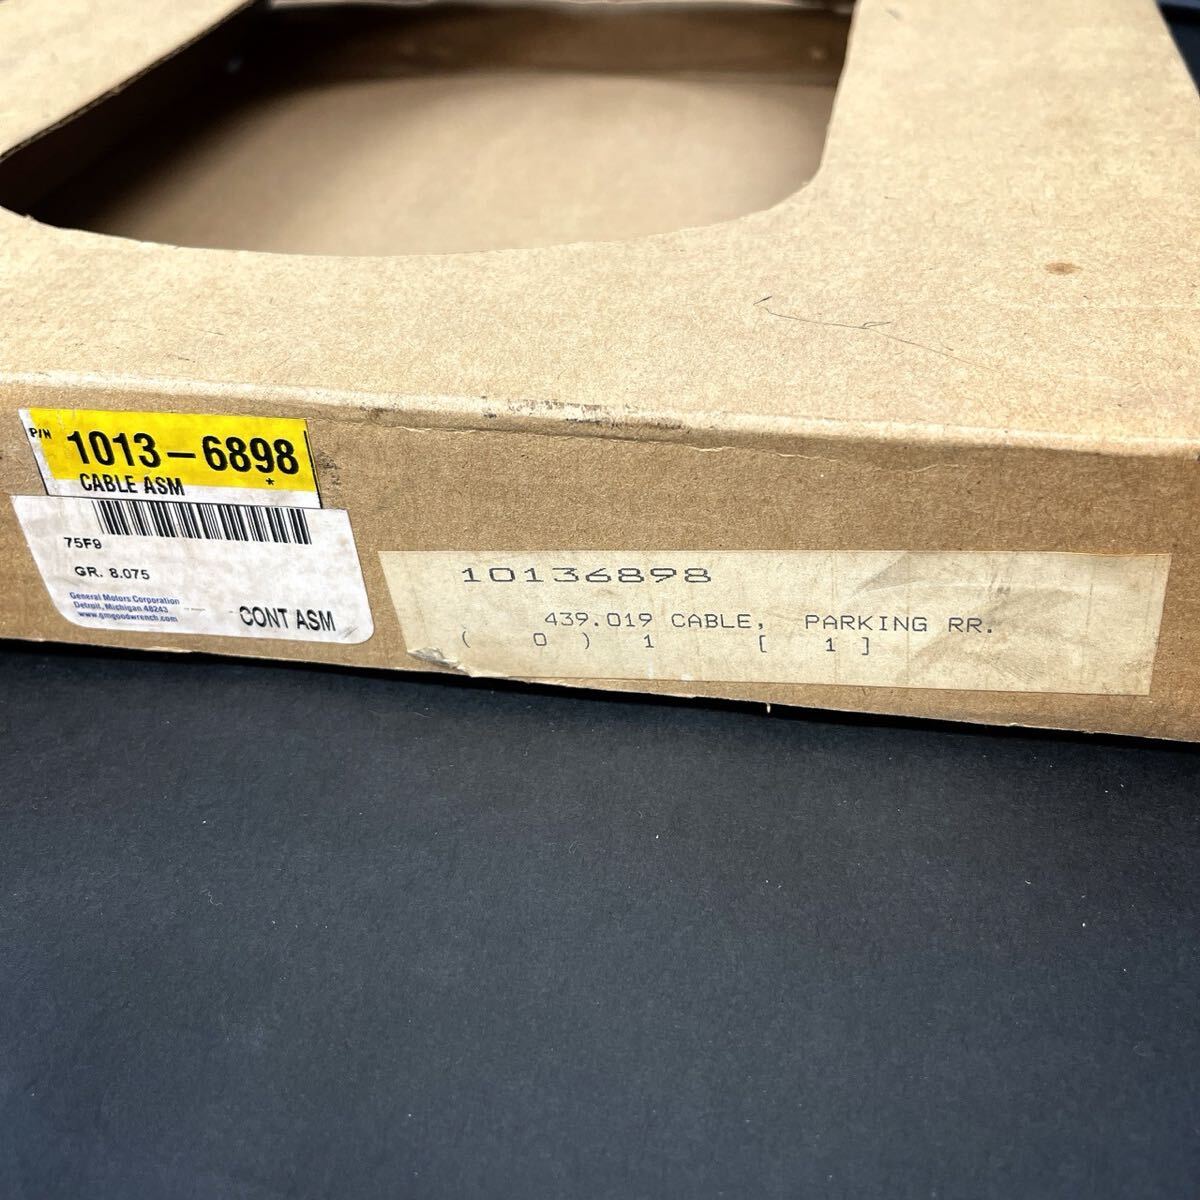 P/N 1013-6898
CABLE ASM *
75F9
GR. 8.075
General Motors Corporation
Detroit, Michigan 48243
www.gmgoodwrench.com
CONT ASM
10136898
439.019 CABLE, PARKING RR.
( 0 ) 1 [ 1 ]